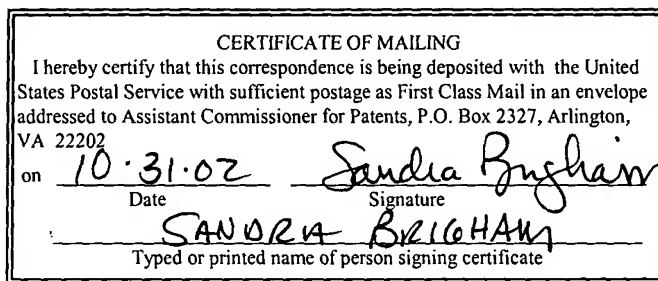 CERTIFICATE OF MAILING
I hereby certify that this correspondence is being deposited with the United
States Postal Service with sufficient postage as First Class Mail in an envelope
addressed to Assistant Commissioner for Patents, P.O. Box 2327, Arlington,
VA 22202
on 10·31·02 Sandra Brigham
Date Signature
SANDRA BRIGHAM
Typed or printed name of person signing certificate